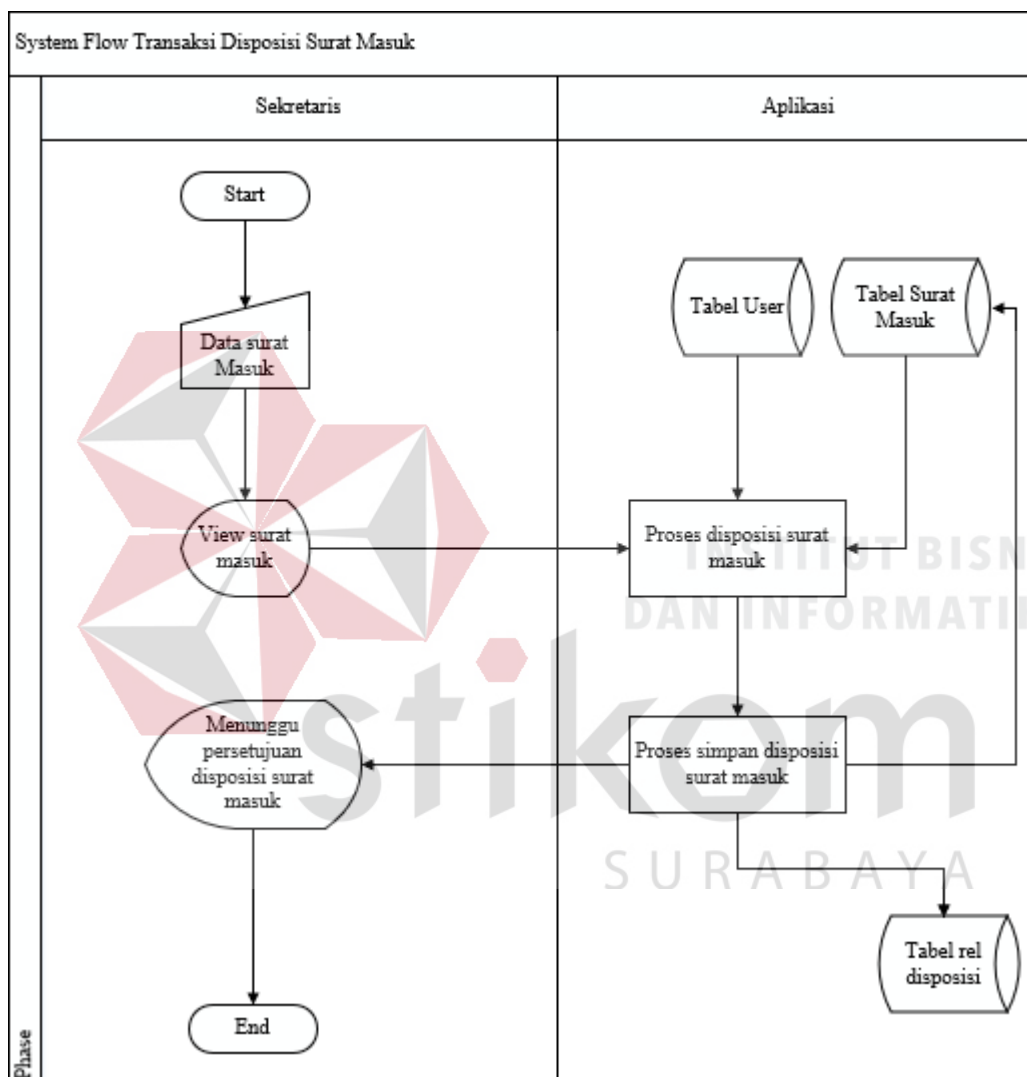 System Flow Transaksi Disposisi Surat Masuk
Sekretaris
Aplikasi
Start
Tabel User
Tabel Surat
Masuk
Data surat
Masuk
View surat
masuk
Proses disposisi surat
masuk
INSTITUT BISN
DAN INFORMATI
stikom
SURABAYA
Menunggu
persetujuan
disposisi surat
masuk
Proses simpan disposisi
surat masuk
Tabel rel
disposisi
End
Phase